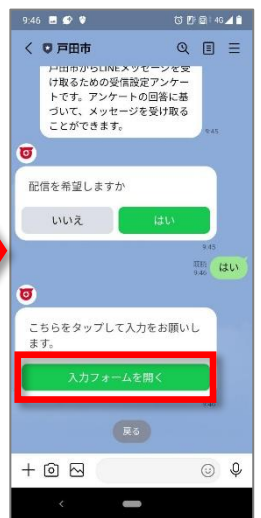 9:46
4G
戸田市
戸田市からLINEメッセージを受
け取るための受信設定アンケー
トです。アンケートの回答に基
づいて、メッセージを受け取る
ことができます。
9:45
配信を希望しますか
いいえ
はい
9:45
既読
9:46
はい
こちらをタップして入力をお願いし
ます。
入力フォームを開く
戻る